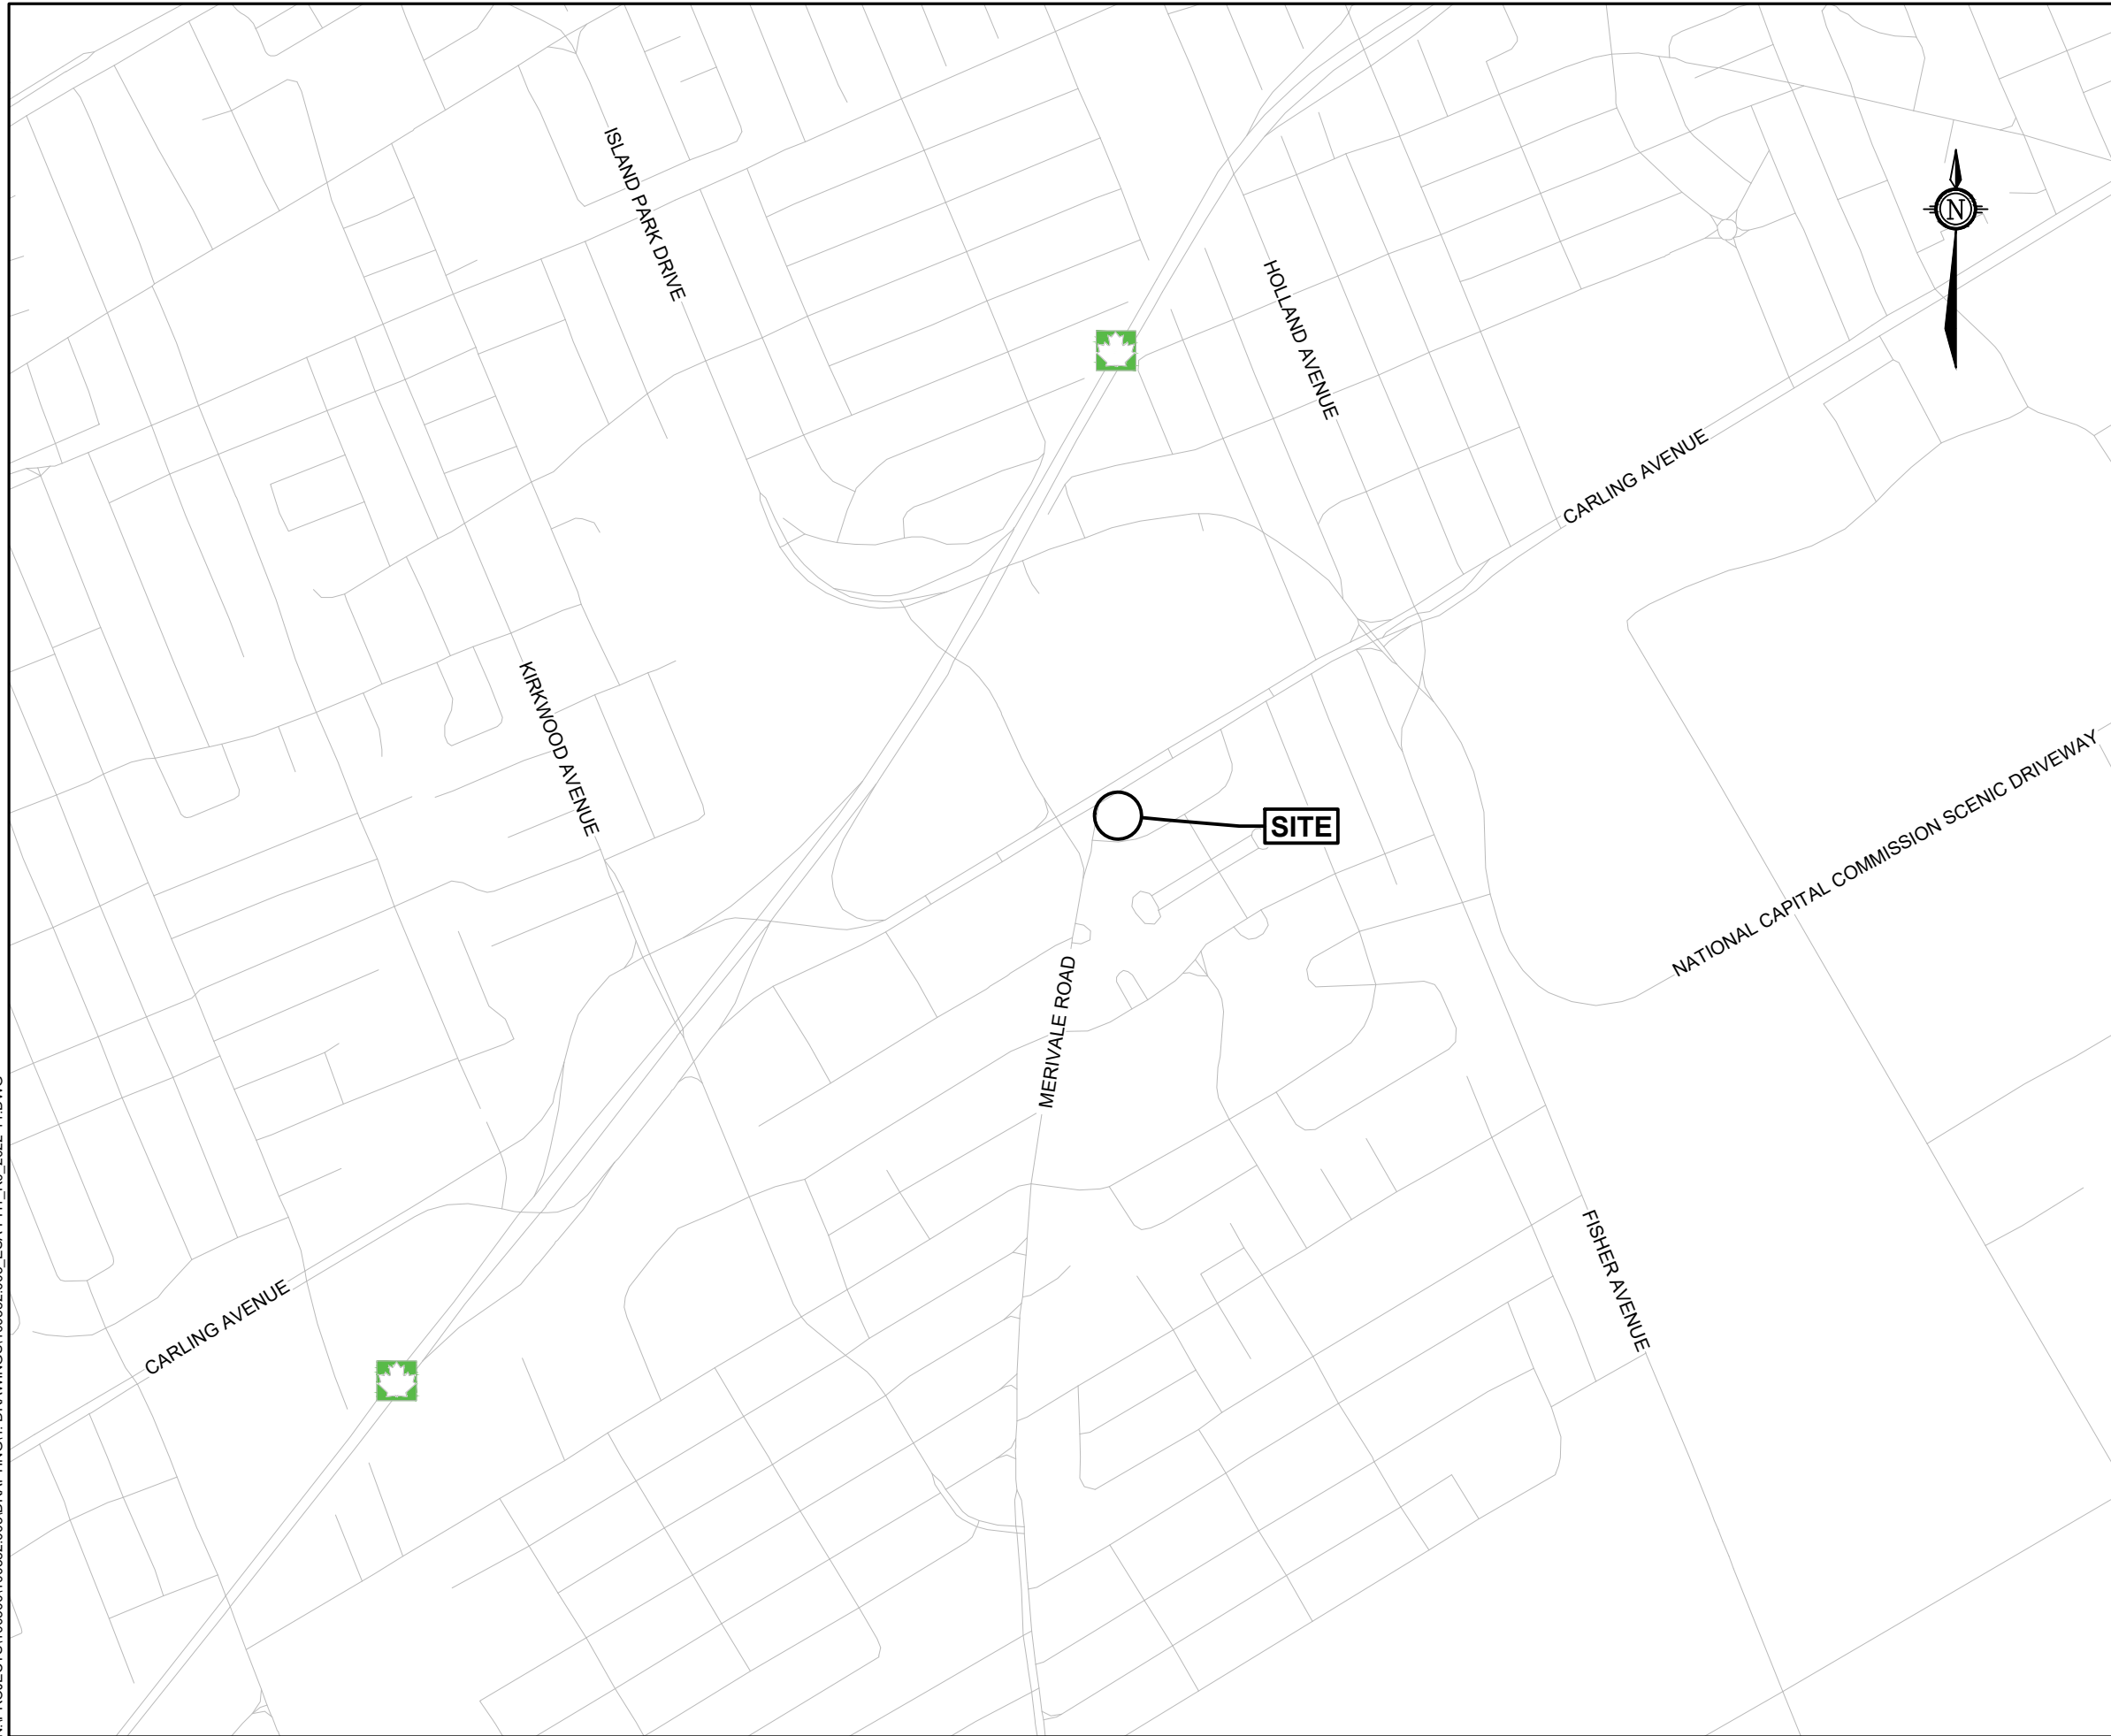 ISLAND PARK DRIVE
N
HOLLAND AVENUE
CARLING AVENUE
KIRKWOOD AVENUE
SITE
NATIONAL CAPITAL COMMISSION SCENIC DRIVEWAY
MERIVALE ROAD
FISHER AVENUE
CARLING AVENUE